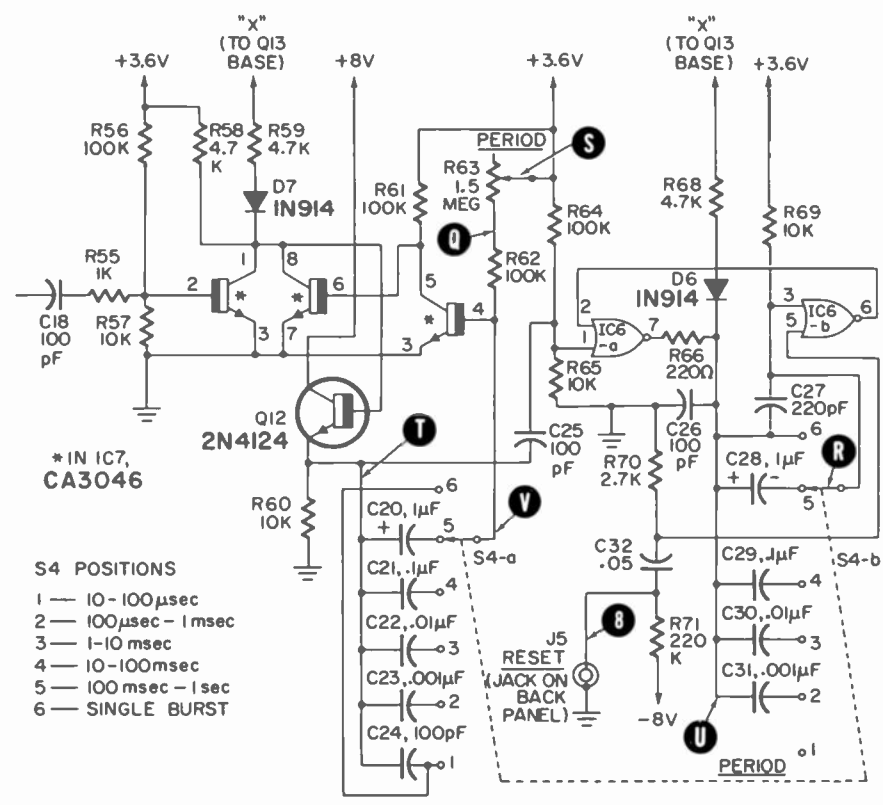 "X"
(TO Q13
BASE)
+3.6V
+8V
+3.6V
"X"
(TO Q13
BASE)
+3.6V
R56
100K
R58
4.7
K
R59
4.7K
D7
1N914
R61
100K
PERIOD
S
R63
1.5
MEG
Q
R62
100K
R64
100K
R68
4.7K
R69
10K
D6
1N914
R55
1K
C18
100
pF
R57
10K
2
1
*
3
8
*
7
6
5
*
4
3
2
1
IC6
-a
7
R66
220Ω
3
5
IC6
-b
6
R65
10K
C26
100
pF
C27
220pF
Q12
2N4124
T
C25
100
pF
R70
2.7K
6
C28, 1µF
+
-
5
R
*IN IC7,
CA3046
R60
10K
6
C20, 1µF
+
5
S4-a
V
C32
.05
S4-b
C21, .1µF
4
C22, .01µF
3
C23, .001µF
2
C24, 100pF
1
C29, .1µF
4
C30, .01µF
3
C31, .001µF
2
1
S4 POSITIONS
1 — 10-100µsec
2 — 100µsec-1msec
3 — 1-10 msec
4 — 10-100msec
5 — 100 msec-1sec
6 — SINGLE BURST
8
J5
RESET
(JACK ON
BACK
PANEL)
R71
220
K
-8V
U
PERIOD